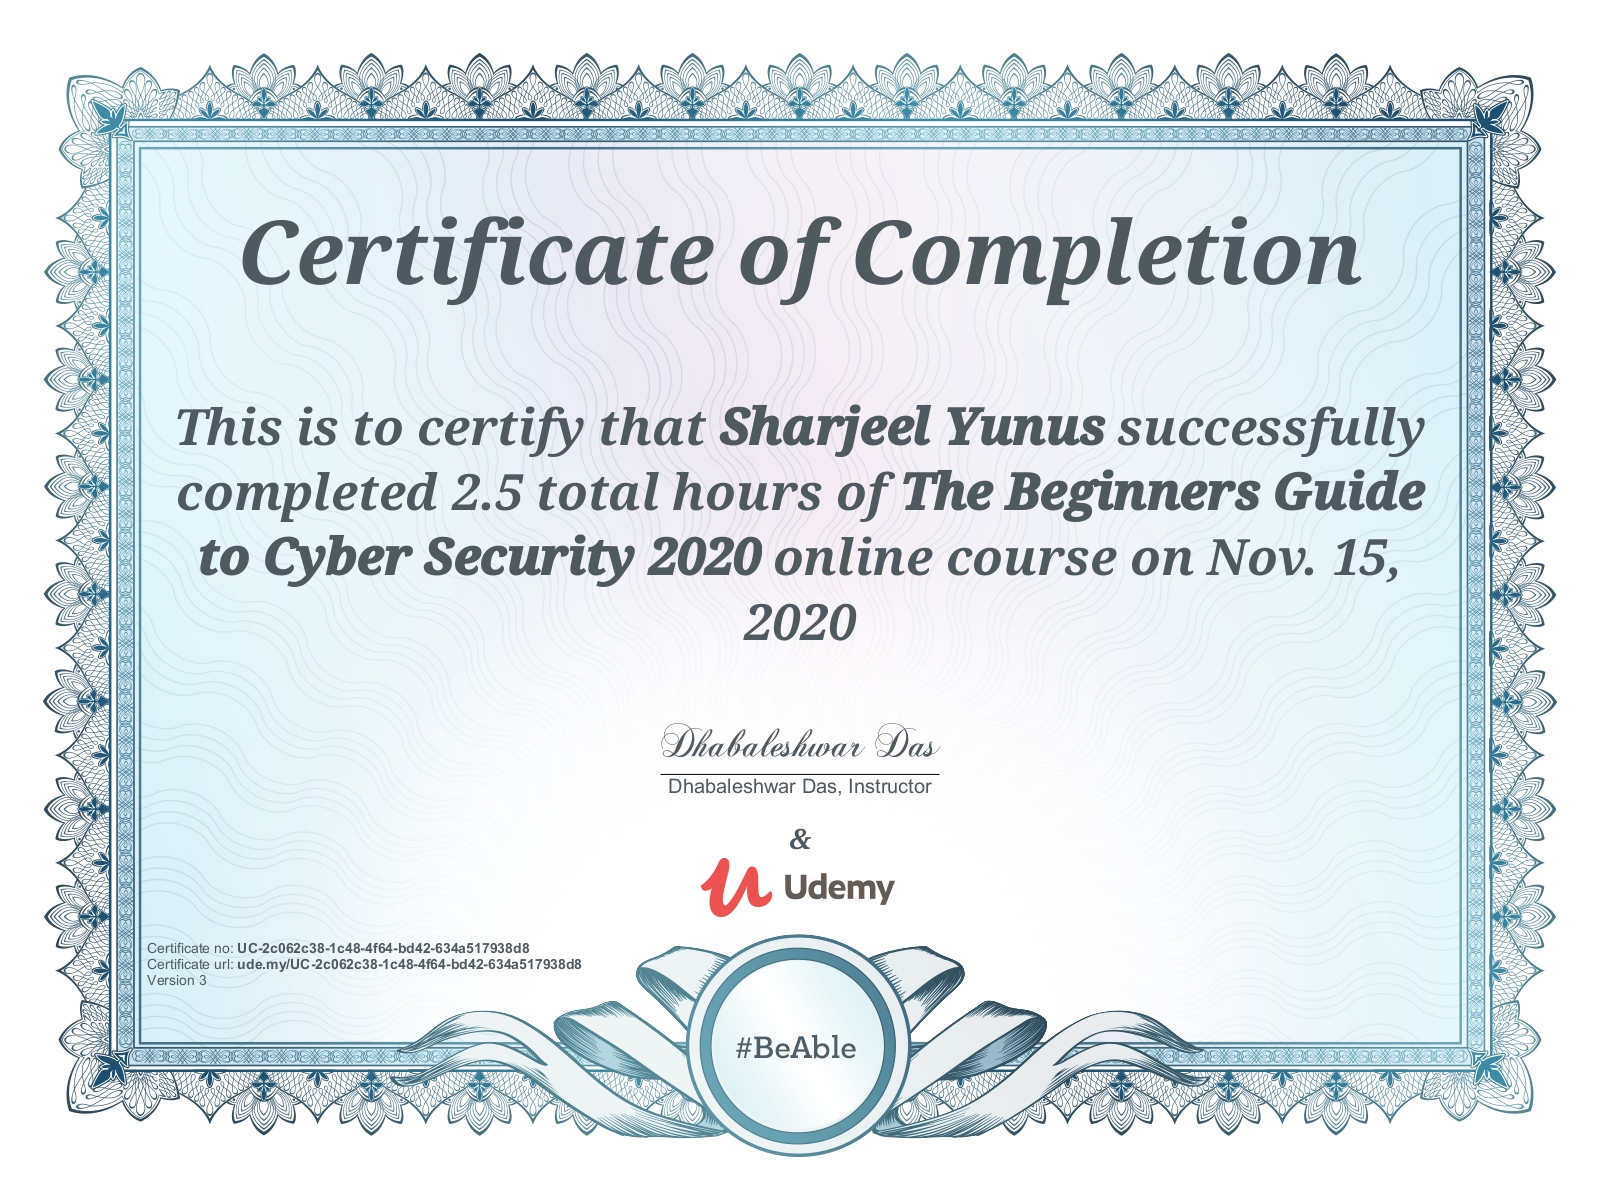 Certificate of Completion
This is to certify that Sharjeel Yunus successfully
completed 2.5 total hours of The Beginners Guide
to Cyber Security 2020 online course on Nov. 15,
2020
Dhabaleshwar Das
Dhabaleshwar Das, Instructor
&
Udemy
Certificate no: UC-2c062c38-1c48-4f64-bd42-634a517938d8
Certificate url: ude.my/UC-2c062c38-1c48-4f64-bd42-634a517938d8
Version 3
#BeAble